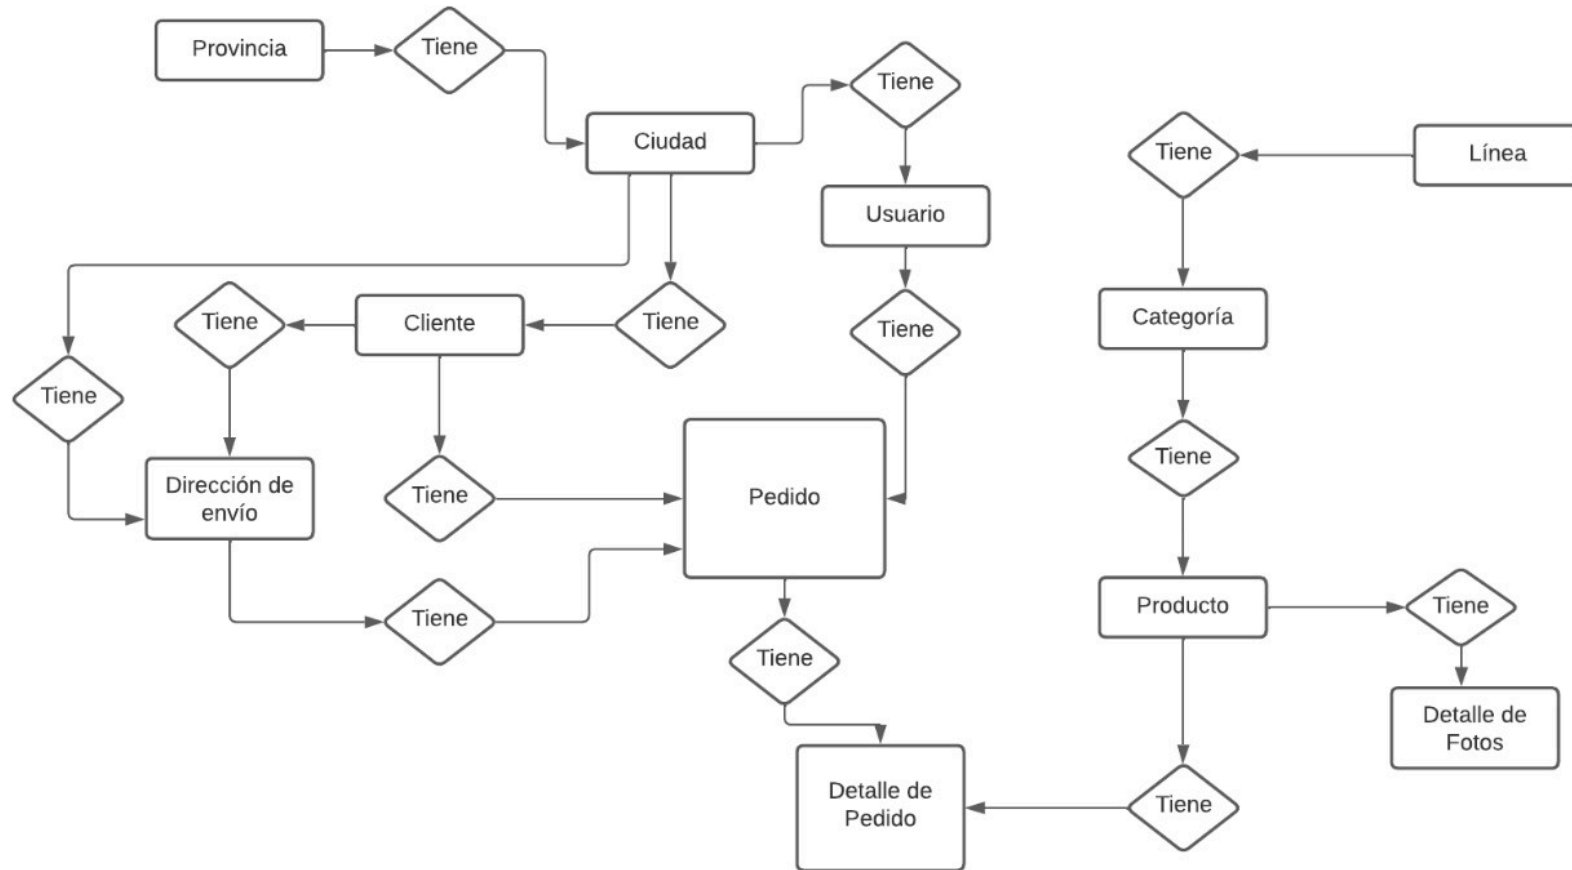 Provincia
Tiene
Tiene
Ciudad
Tiene
Línea
Usuario
Tiene
Cliente
Tiene
Tiene
Categoría
Tiene
Tiene
Dirección de
envío
Tiene
Pedido
Tiene
Tiene
Producto
Tiene
Tiene
Detalle de
Fotos
Detalle de
Pedido
Tiene